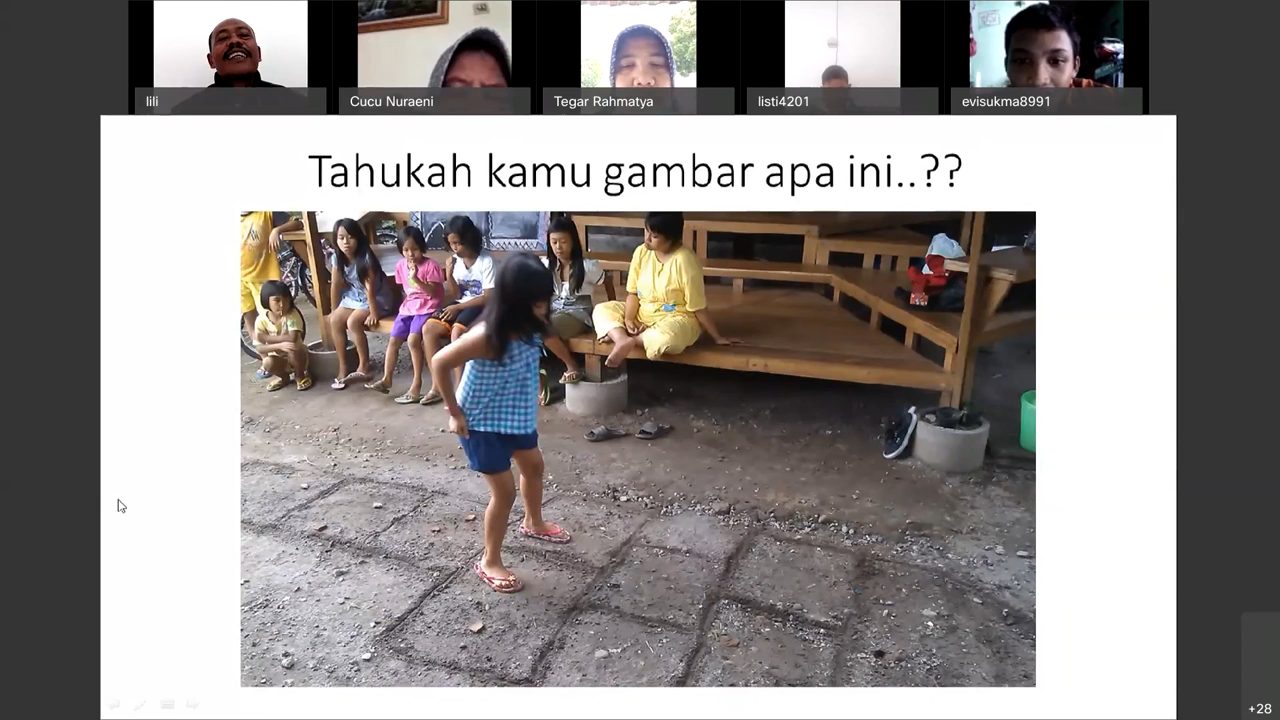 lili
Cucu Nuraeni
Tegar Rahmatya
listi4201
evisukma8991
Tahukah kamu gambar apa ini..??
+28